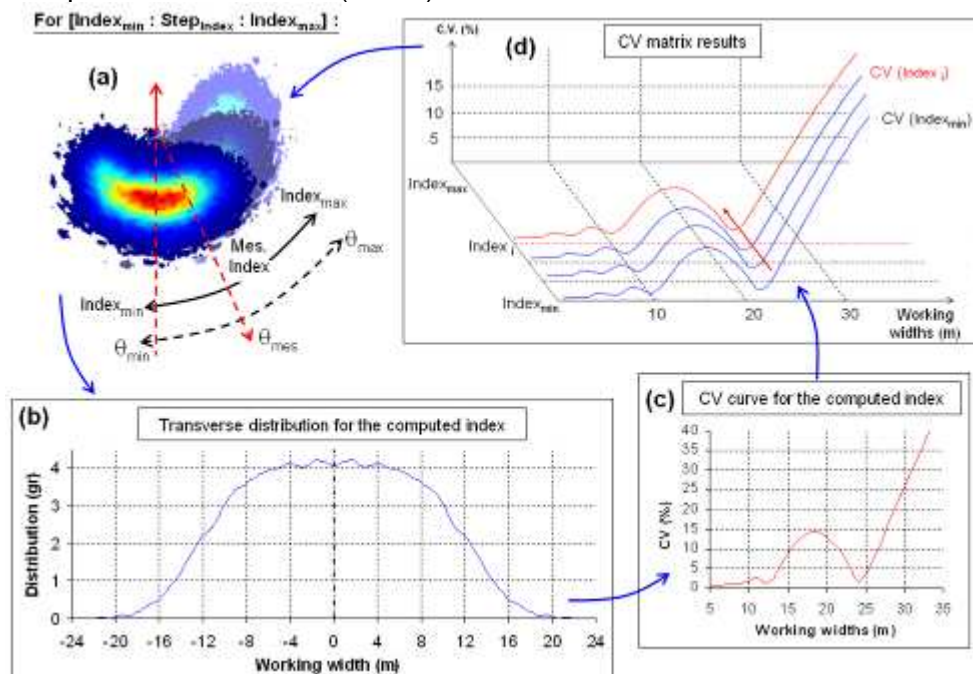 For [Index_min : Step_Index : Index_max] :
(a)
Index_max
θ_max
Mes.
Index
Index_min
θ_min
θ_mes
(d)
CV matrix results
C.V. (%)
15
10
5
CV (Index_i)
CV (Index_min)
Index_max
Index_i
Index_min
10
20
30
Working
widths (m)
(b)
Transverse distribution for the computed index
Distribution (gr)
4
3
2
1
0
-24 -20 -16 -12 -8 -4 0 4 8 12 16 20 24
Working width (m)
(c)
CV curve for the computed index
CV (%)
40
35
30
25
20
15
10
5
0
5 10 15 20 25 30 35
Working widths (m)